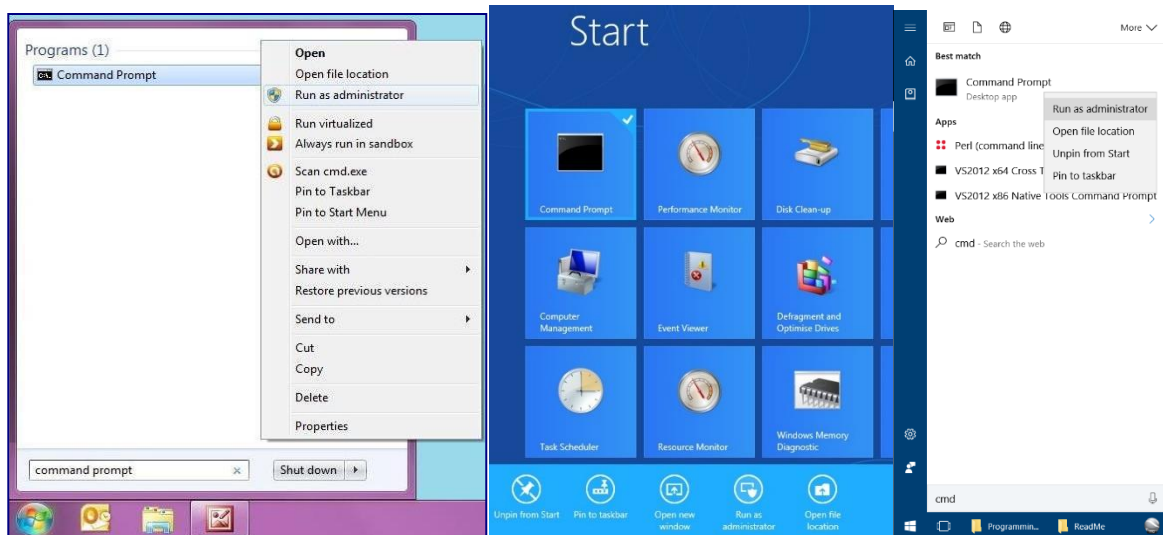 Programs (1)
Command Prompt
Open
Open file location
Run as administrator
Run virtualized
Always run in sandbox
Scan cmd.exe
Pin to Taskbar
Pin to Start Menu
Open with...
Share with
Restore previous versions
Send to
Cut
Copy
Delete
Properties
command prompt
Shut down
Start
Command Prompt
Performance Monitor
Disk Clean-up
Computer
Management
Event Viewer
Defragment and
Optimise Drives
Task Scheduler
Resource Monitor
Windows Memory
Diagnostic
Unpin from Start
Pin to taskbar
Open new
window
Run as
administrator
Open file
location
More
Best match
Command Prompt
Desktop app
Run as administrator
Open file location
Unpin from Start
Pin to taskbar
Apps
Perl (command line
VS2012 x64 Cross T
VS2012 x86 Native Tools Command Prompt
Web
cmd - Search the web
cmd
Programmin...
ReadMe